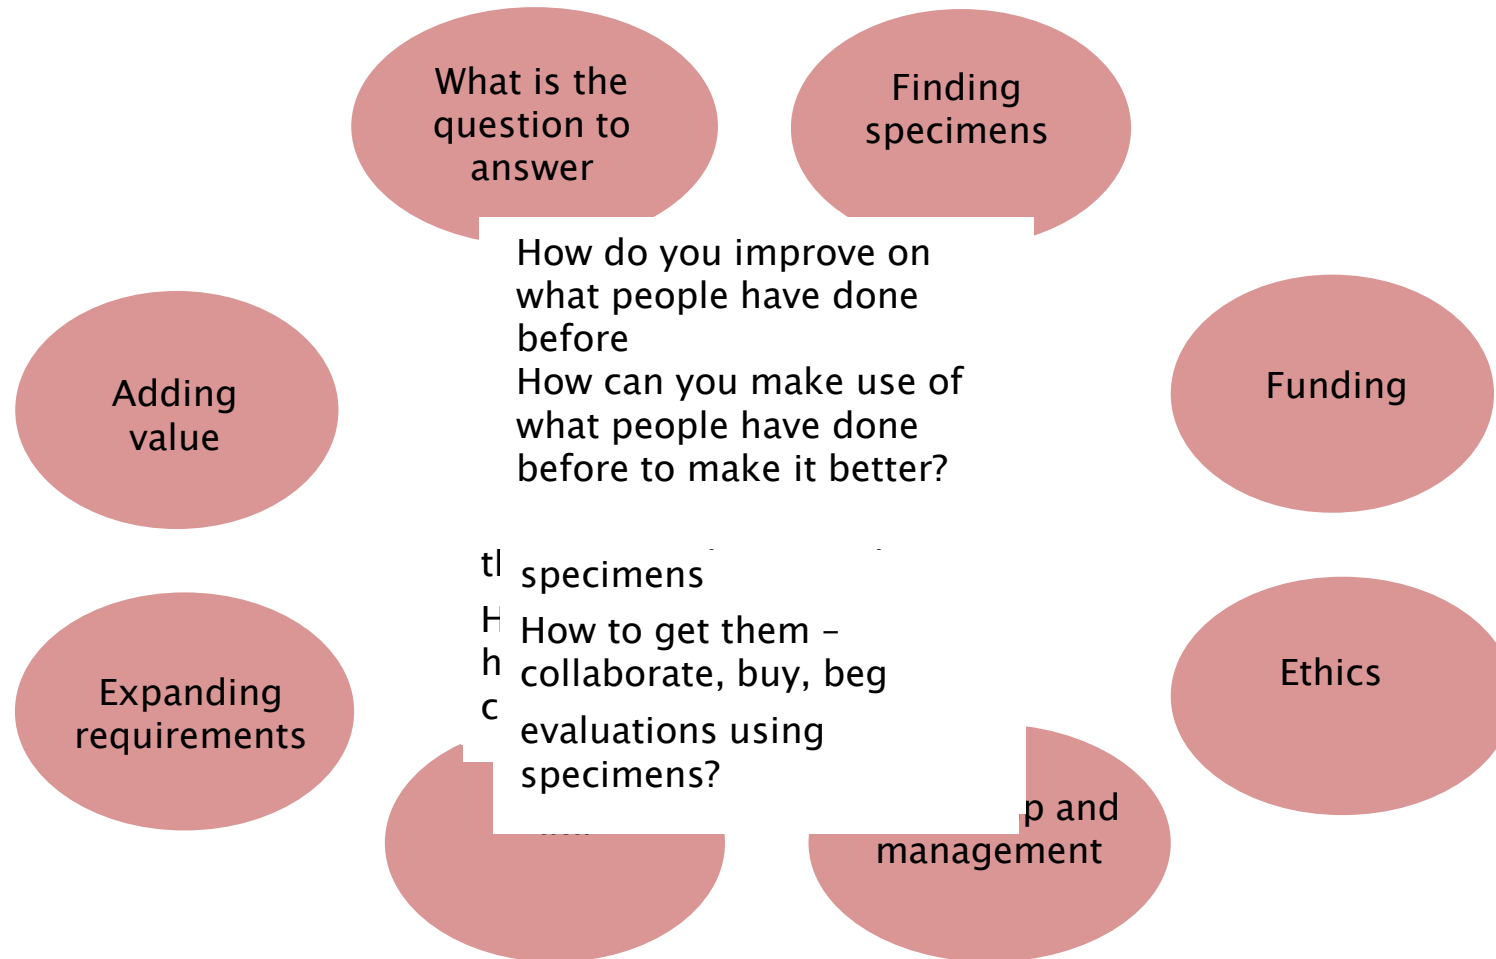 What is the
question to
answer
Finding
specimens
How do you improve on
what people have done
before
How can you make use of
what people have done
before to make it better?
Adding
value
Funding
specimens
How to get them –
collaborate, buy, beg
evaluations using
specimens?
Expanding
requirements
Ethics
and
management